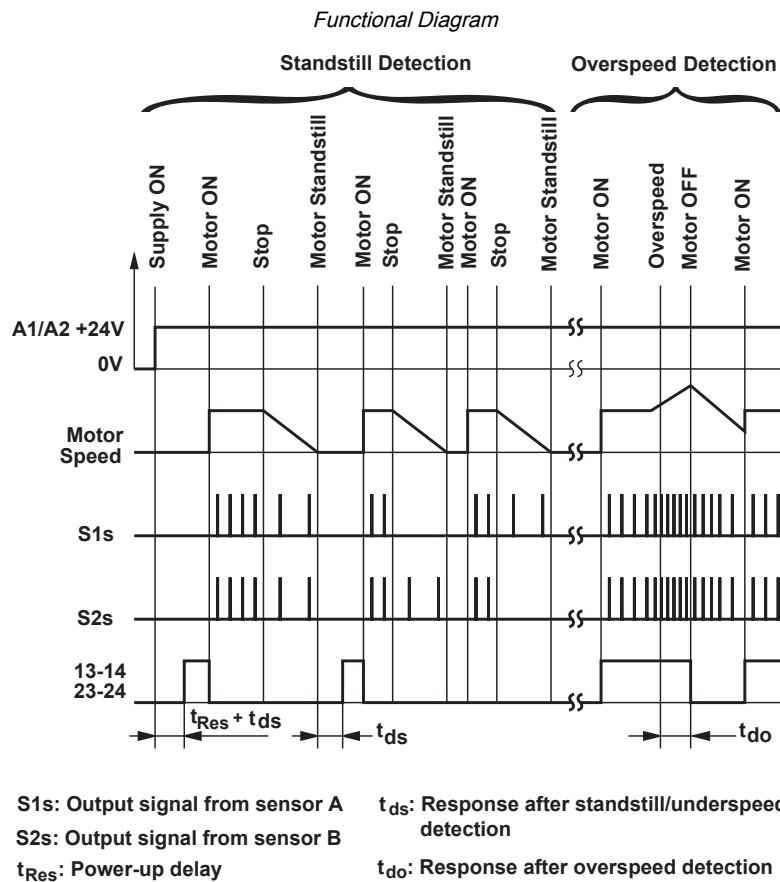 Functional Diagram
Standstill Detection
Overspeed Detection
Supply ON
Motor ON
Stop
Motor Standstill
Motor ON
Stop
Motor Standstill
Motor ON
Stop
Motor Standstill
Motor ON
Overspeed
Motor OFF
Motor ON
A1/A2 +24V
0V
Motor
Speed
S1s
S2s
13-14
23-24
tRes + tds
tds
tdo
S1s: Output signal from sensor A
S2s: Output signal from sensor B
tRes: Power-up delay
tds: Response after standstill/underspeed
detection
tdo: Response after overspeed detection